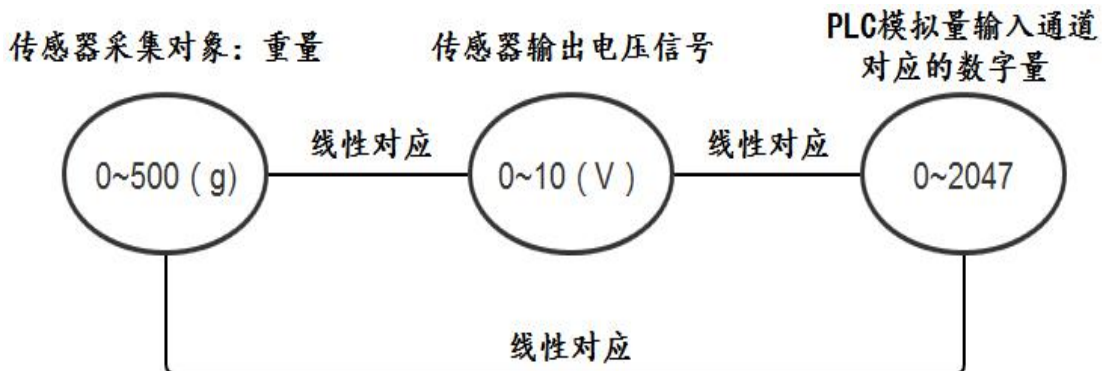 传感器采集对象：重量
传感器输出电压信号
PLC模拟量输入通道
对应的数字量
线性对应
线性对应
0~500（g）
0~10（V）
0~2047
线性对应